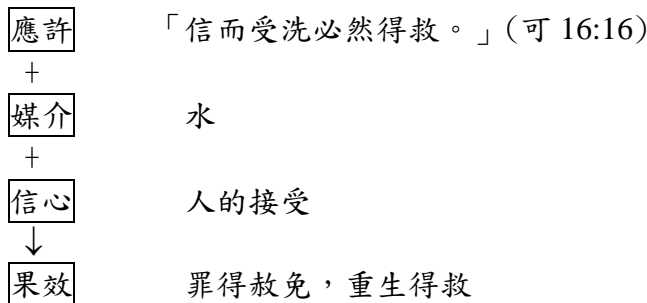 應許 「信而受洗必然得救。」(可 16:16)
+
媒介 水
+
信心 人的接受
↓
果效 罪得赦免，重生得救